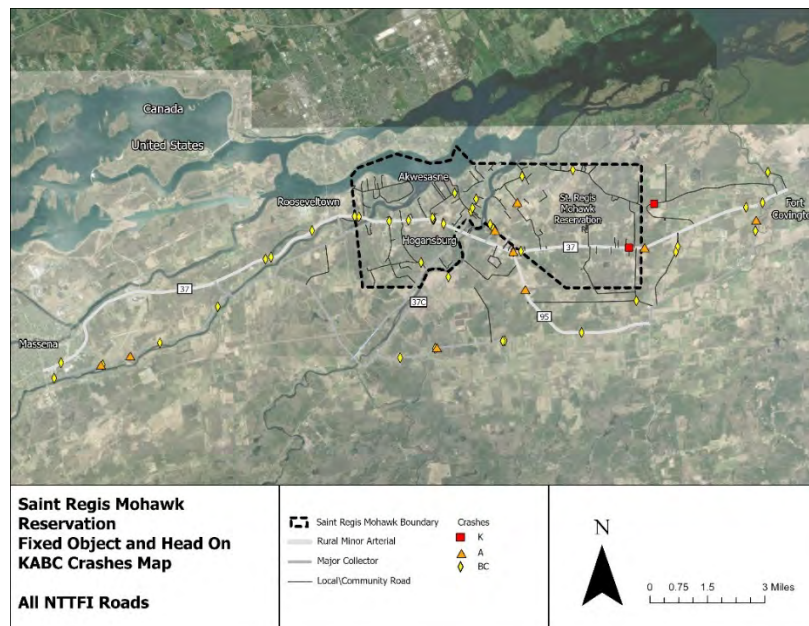 Canada
United States
Akwesasne
Rooseveltown
St. Regis
Mohawk
Reservation
Fort
Covington
Hogansburg
37
37
37C
95
Massena
Saint Regis Mohawk
Reservation
Fixed Object and Head On
KABC Crashes Map
All NTTFI Roads
Saint Regis Mohawk Boundary
Rural Minor Arterial
Major Collector
Local\Community Road
Crashes
K
A
BC
N
0 0.75 1.5 3 Miles